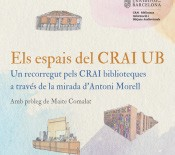 BARCELONA
Els espais del CRAI UB
Un recorregut pels CRAI biblioteques
a través de la mirada d'Antoni Morell
Amb pròleg de Maite Comalat